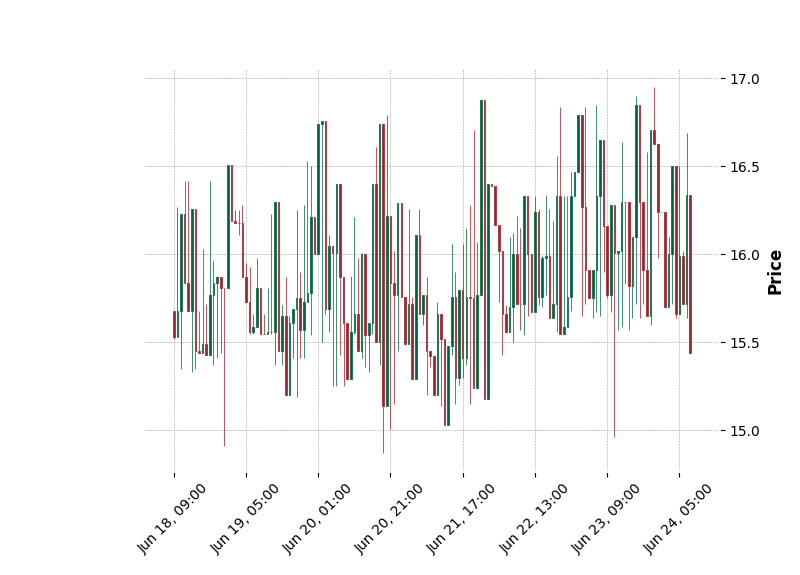 17.0
16.5
16.0
15.5
15.0
Price
Jun 18, 09:00
Jun 19, 05:00
Jun 20, 01:00
Jun 20, 21:00
Jun 21, 17:00
Jun 22, 13:00
Jun 23, 09:00
Jun 24, 05:00